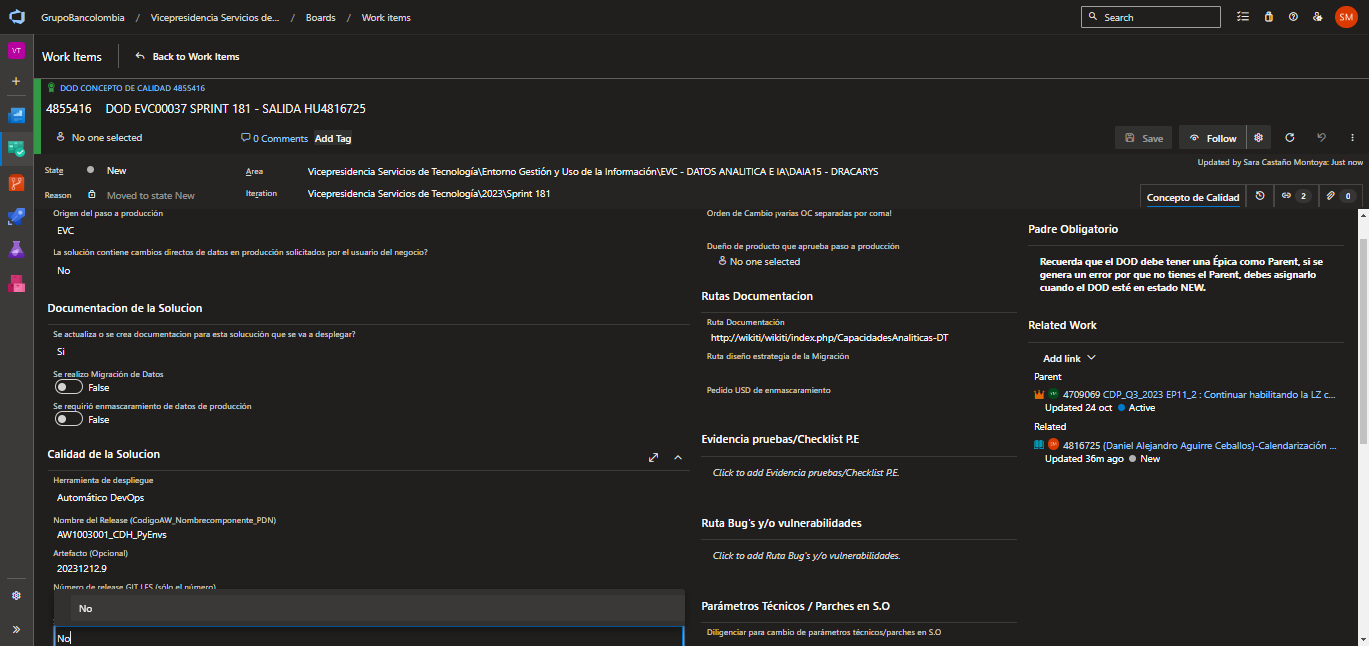 GrupoBancolombia / Vicepresidencia Servicios de... / Boards / Work items
Search
SM
VT
Work Items
Back to Work Items
DOD CONCEPTO DE CALIDAD 4855416
4855416 DOD EVC00037 SPRINT 181 - SALIDA HU4816725
No one selected
0 Comments
Add Tag
Save
Follow
Updated by Sara Castaño Montoya: Just now
State
New
Area
Vicepresidencia Servicios de Tecnología\Entorno Gestión y Uso de la Información\EVC - DATOS ANALITICA E IA\DAIA15 - DRACARYS
Reason
Moved to state New
Iteration
Vicepresidencia Servicios de Tecnología\2023\Sprint 181
Concepto de Calidad
2
0
Origen del paso a producción
EVC
La solución contiene cambios directos de datos en producción solicitados por el usuario del negocio?
No
Documentacion de la Solucion
Se actualiza o se crea documentacion para esta solucución que se va a desplegar?
Si
Se realizo Migración de Datos
False
Se requirió enmascaramiento de datos de producción
False
Calidad de la Solucion
Herramienta de despliegue
Automático DevOps
Nombre del Release (CodigoAW_Nombrecomponente_PDN)
AW1003001_CDH_PyEnvs
Artefacto (Opcional)
20231212.9
Número de release GIT LFS (sólo el número)
No
No
Orden de Cambio ¡varias OC separadas por coma!
Dueño de producto que aprueba paso a producción
No one selected
Rutas Documentacion
Ruta Documentación
http://wikiti/wikiti/index.php/CapacidadesAnaliticas-DT
Ruta diseño estrategia de la Migración
Pedido USD de enmascaramiento
Evidencia pruebas/Checklist P.E
Click to add Evidencia pruebas/Checklist P.E.
Ruta Bug's y/o vulnerabilidades
Click to add Ruta Bug's y/o vulnerabilidades.
Parámetros Técnicos / Parches en S.O
Diligenciar para cambio de parámetros técnicos/parches en S.O
Padre Obligatorio
Recuerda que el DOD debe tener una Épica como Parent, si se
genera un error por que no tienes el Parent, debes asignarlo
cuando el DOD esté en estado NEW.
Related Work
Add link
Parent
4709069 CDP_Q3_2023 EP11_2 : Continuar habilitando la LZ c...
Updated 24 oct Active
Related
4816725 (Daniel Alejandro Aguirre Ceballos)-Calendarización ...
Updated 36m ago New